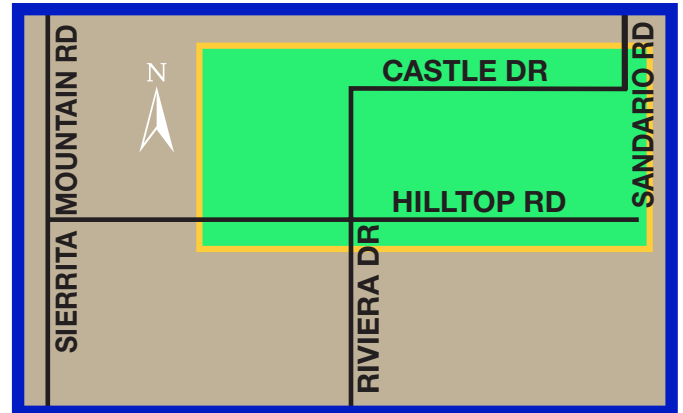 SIERRITA MOUNTAIN RD
N
CASTLE DR
SANDARIO RD
HILLTOP RD
RIVIERA DR